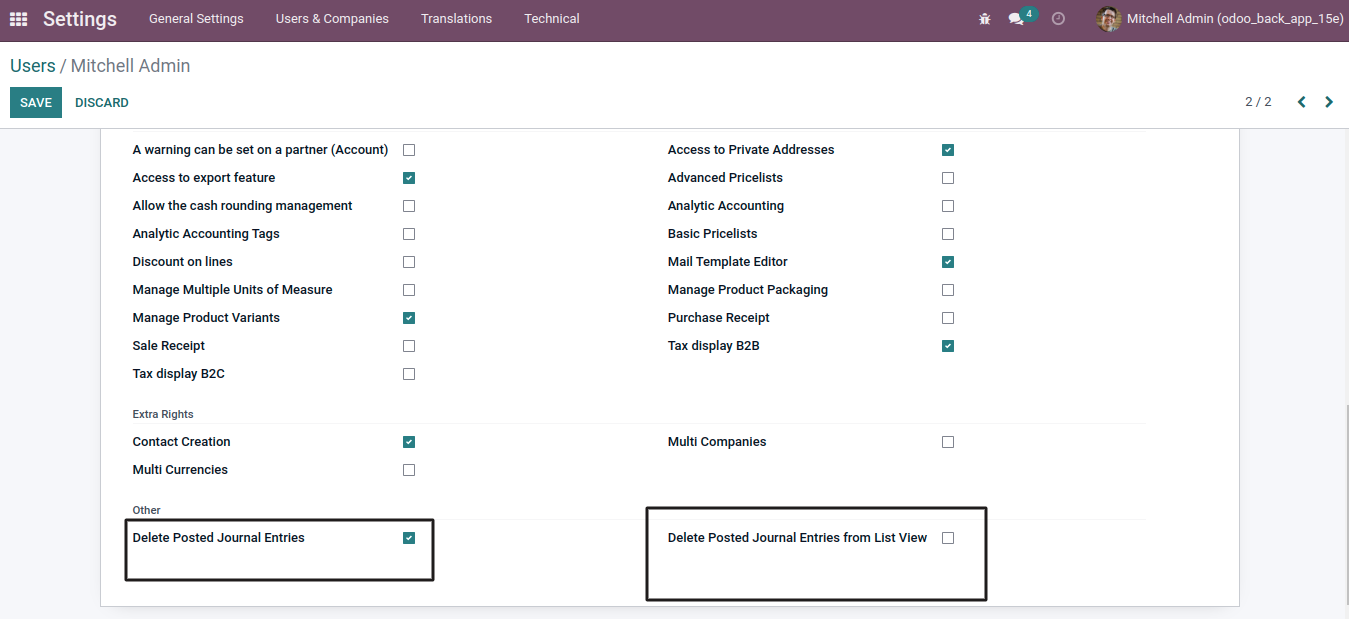 Settings General Settings Users & Companies Translations Technical 4 Mitchell Admin (odoo_back_app_15e)
Users / Mitchell Admin
SAVE DISCARD 2 / 2
A warning can be set on a partner (Account) Access to Private Addresses
Access to export feature Advanced Pricelists
Allow the cash rounding management Analytic Accounting
Analytic Accounting Tags Basic Pricelists
Discount on lines Mail Template Editor
Manage Multiple Units of Measure Manage Product Packaging
Manage Product Variants Purchase Receipt
Sale Receipt Tax display B2B
Tax display B2C
Extra Rights
Contact Creation Multi Companies
Multi Currencies
Other
Delete Posted Journal Entries Delete Posted Journal Entries from List View